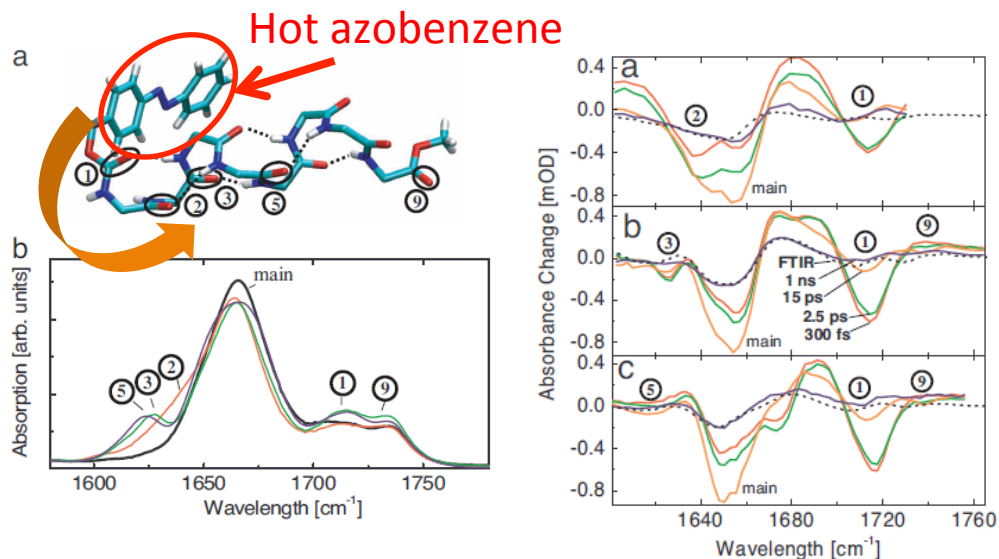 Hot azobenzene
a
1
2
3
5
9
b
Absorption [arb. units]
main
5
3
2
1
9
1600
1650
1700
1750
Wavelength [cm-1]
Absorbance Change [mOD]
a
0.4
0.0
-0.4
-0.8
2
1
main
b
0.4
0.0
-0.4
-0.8
3
1
9
FTIR
1 ns
15 ps
2.5 ps
300 fs
main
c
0.4
0.0
-0.4
-0.8
5
1
9
main
1640
1680
1720
1760
Wavelength [cm-1]